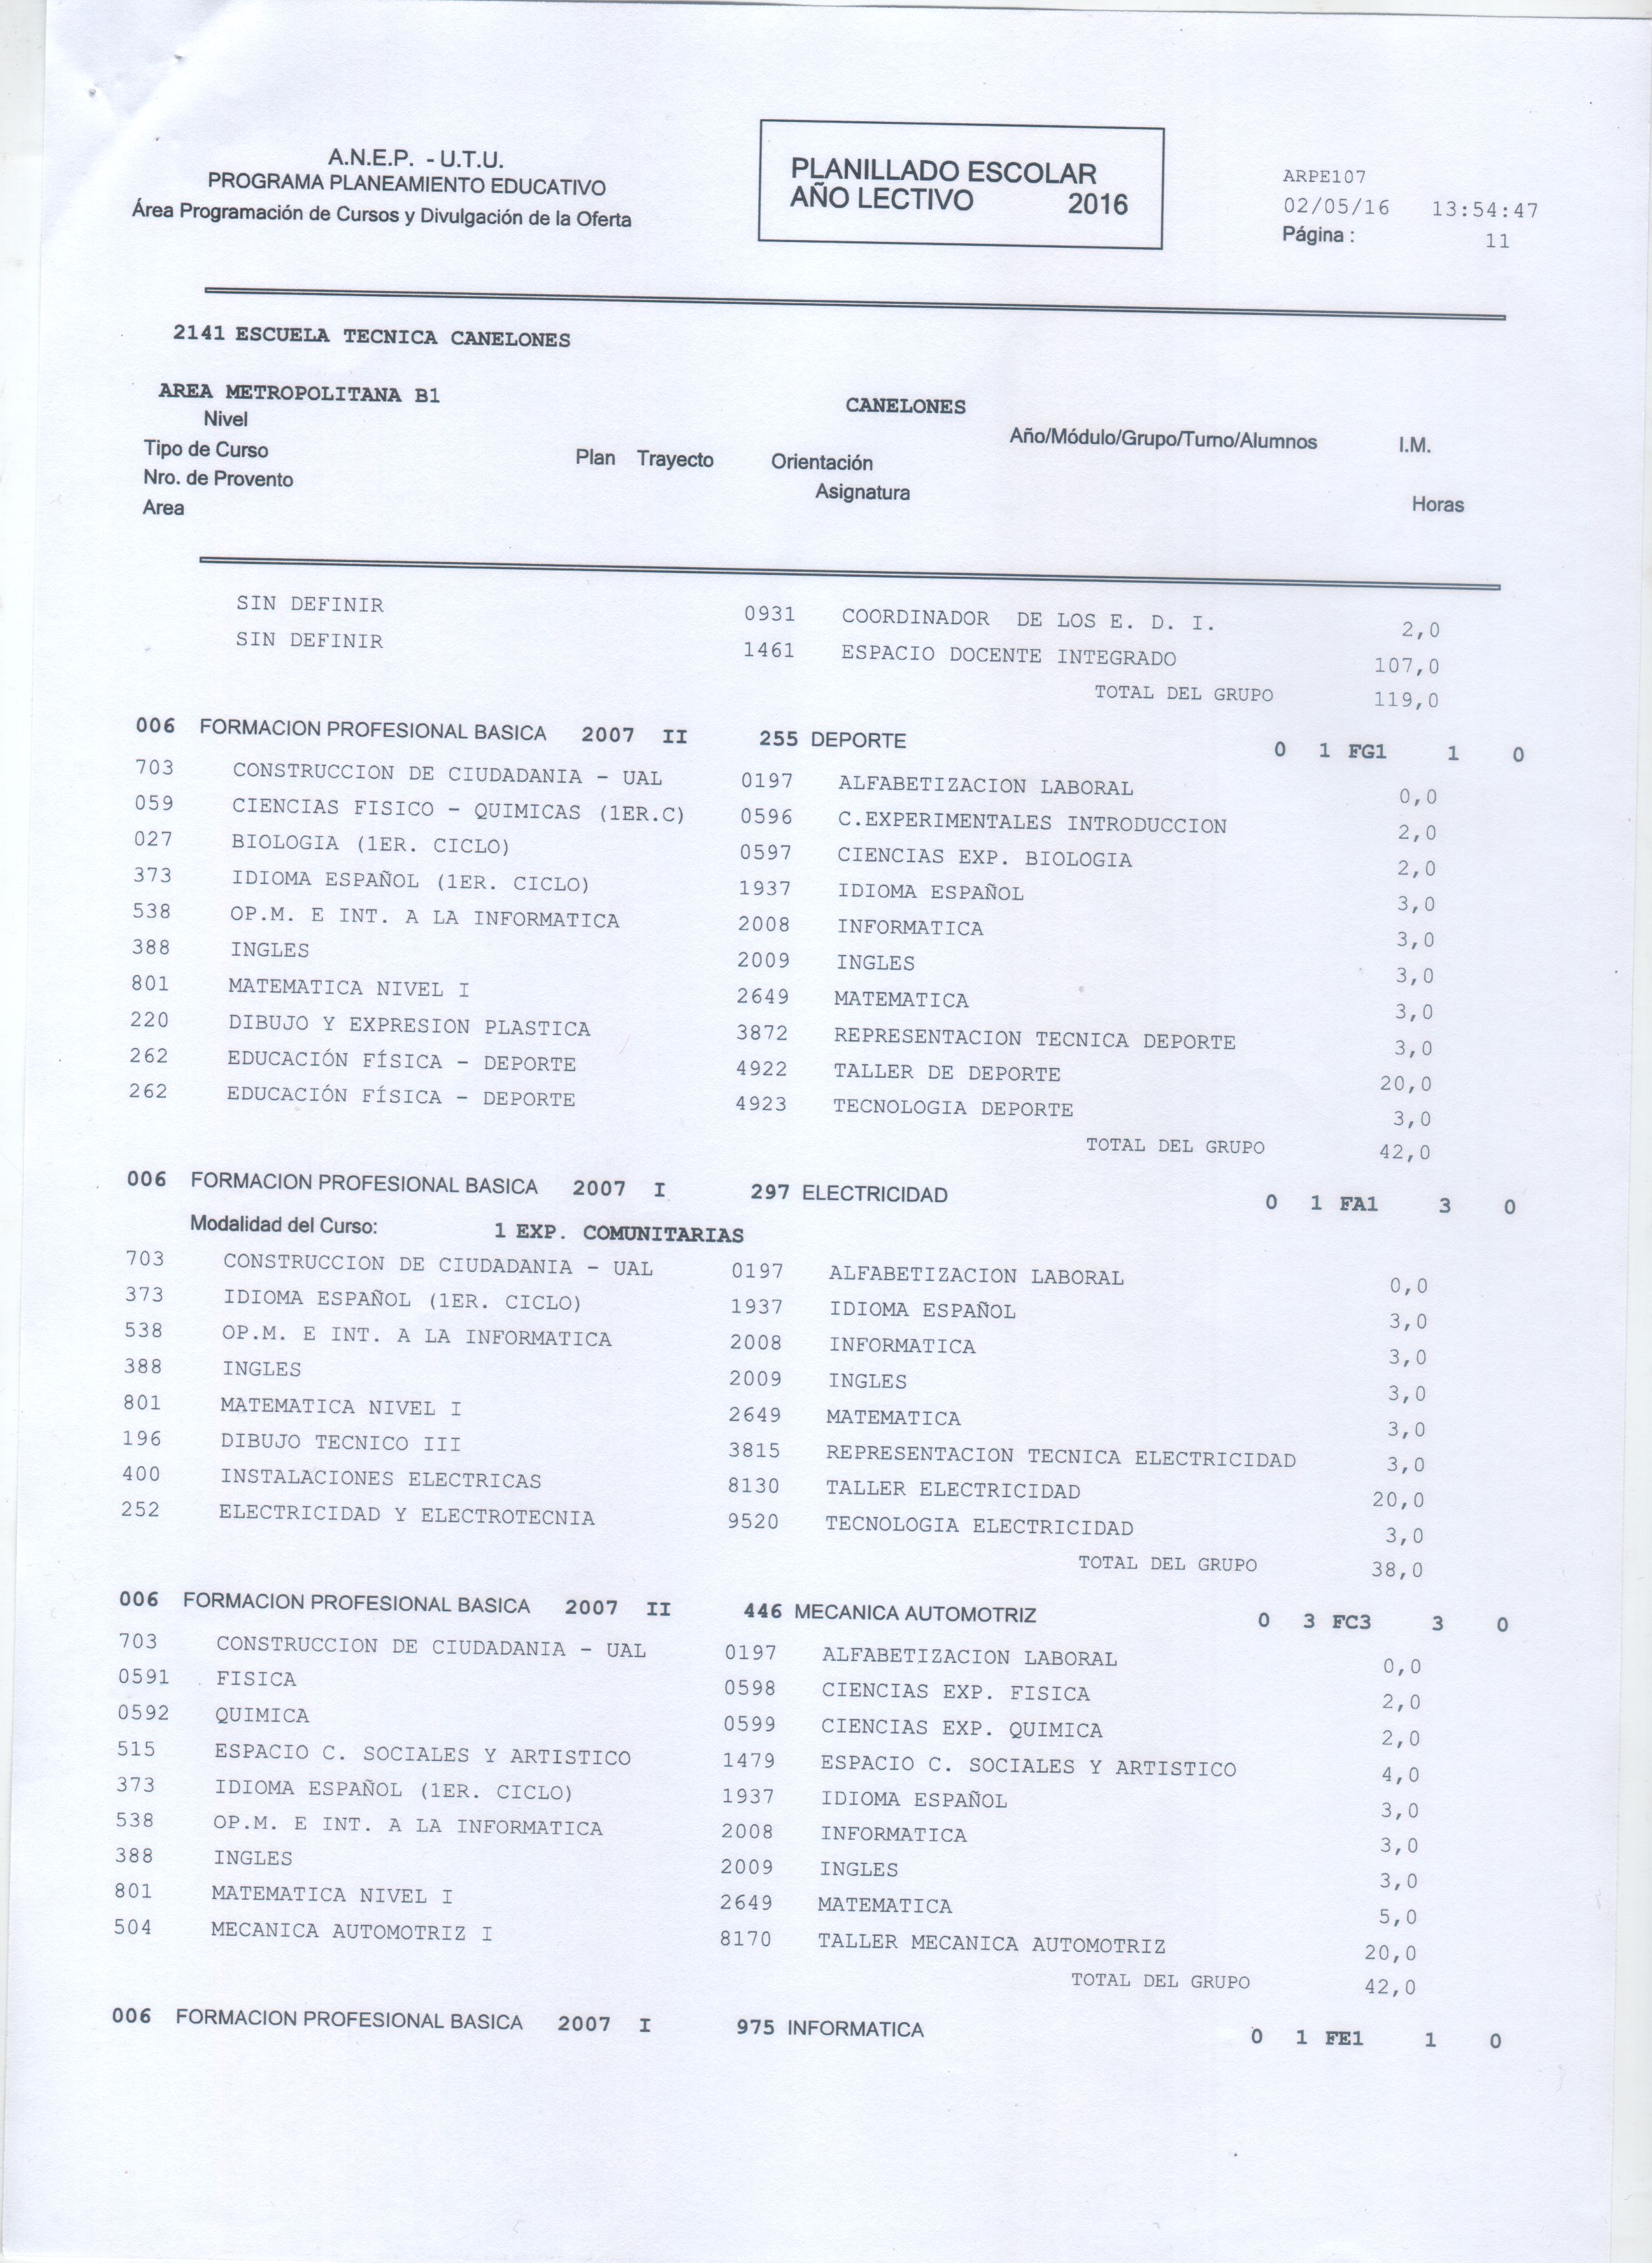 A.N.E.P. - U.T.U.
PROGRAMA PLANEAMIENTO EDUCATIVO
Área Programación de Cursos y Divulgación de la Oferta
PLANILLADO ESCOLAR
AÑO LECTIVO 2016
ARPE107
02/05/16 13:54:47
Página : 11
2141 ESCUELA TECNICA CANELONES
AREA METROPOLITANA B1 CANELONES
Nivel Año/Módulo/Grupo/Turno/Alumnos I.M.
Tipo de Curso Plan Trayecto Orientación
Nro. de Provento Asignatura
Area Horas
SIN DEFINIR 0931 COORDINADOR DE LOS E. D. I. 2,0
SIN DEFINIR 1461 ESPACIO DOCENTE INTEGRADO 107,0
TOTAL DEL GRUPO 119,0
006 FORMACION PROFESIONAL BASICA 2007 II 255 DEPORTE 0 1 FG1 1 0
703 CONSTRUCCION DE CIUDADANIA - UAL 0197 ALFABETIZACION LABORAL 0,0
059 CIENCIAS FISICO - QUIMICAS (1ER.C) 0596 C.EXPERIMENTALES INTRODUCCION 2,0
027 BIOLOGIA (1ER. CICLO) 0597 CIENCIAS EXP. BIOLOGIA 2,0
373 IDIOMA ESPAÑOL (1ER. CICLO) 1937 IDIOMA ESPAÑOL 3,0
538 OP.M. E INT. A LA INFORMATICA 2008 INFORMATICA 3,0
388 INGLES 2009 INGLES 3,0
801 MATEMATICA NIVEL I 2649 MATEMATICA 3,0
220 DIBUJO Y EXPRESION PLASTICA 3872 REPRESENTACION TECNICA DEPORTE 3,0
262 EDUCACIÓN FÍSICA - DEPORTE 4922 TALLER DE DEPORTE 20,0
262 EDUCACIÓN FÍSICA - DEPORTE 4923 TECNOLOGIA DEPORTE 3,0
TOTAL DEL GRUPO 42,0
006 FORMACION PROFESIONAL BASICA 2007 I 297 ELECTRICIDAD 0 1 FA1 3 0
Modalidad del Curso: 1 EXP. COMUNITARIAS
703 CONSTRUCCION DE CIUDADANIA - UAL 0197 ALFABETIZACION LABORAL 0,0
373 IDIOMA ESPAÑOL (1ER. CICLO) 1937 IDIOMA ESPAÑOL 3,0
538 OP.M. E INT. A LA INFORMATICA 2008 INFORMATICA 3,0
388 INGLES 2009 INGLES 3,0
801 MATEMATICA NIVEL I 2649 MATEMATICA 3,0
196 DIBUJO TECNICO III 3815 REPRESENTACION TECNICA ELECTRICIDAD 3,0
400 INSTALACIONES ELECTRICAS 8130 TALLER ELECTRICIDAD 20,0
252 ELECTRICIDAD Y ELECTROTECNIA 9520 TECNOLOGIA ELECTRICIDAD 3,0
TOTAL DEL GRUPO 38,0
006 FORMACION PROFESIONAL BASICA 2007 II 446 MECANICA AUTOMOTRIZ 0 3 FC3 3 0
703 CONSTRUCCION DE CIUDADANIA - UAL 0197 ALFABETIZACION LABORAL 0,0
0591 FISICA 0598 CIENCIAS EXP. FISICA 2,0
0592 QUIMICA 0599 CIENCIAS EXP. QUIMICA 2,0
515 ESPACIO C. SOCIALES Y ARTISTICO 1479 ESPACIO C. SOCIALES Y ARTISTICO 4,0
373 IDIOMA ESPAÑOL (1ER. CICLO) 1937 IDIOMA ESPAÑOL 3,0
538 OP.M. E INT. A LA INFORMATICA 2008 INFORMATICA 3,0
388 INGLES 2009 INGLES 3,0
801 MATEMATICA NIVEL I 2649 MATEMATICA 5,0
504 MECANICA AUTOMOTRIZ I 8170 TALLER MECANICA AUTOMOTRIZ 20,0
TOTAL DEL GRUPO 42,0
006 FORMACION PROFESIONAL BASICA 2007 I 975 INFORMATICA 0 1 FE1 1 0